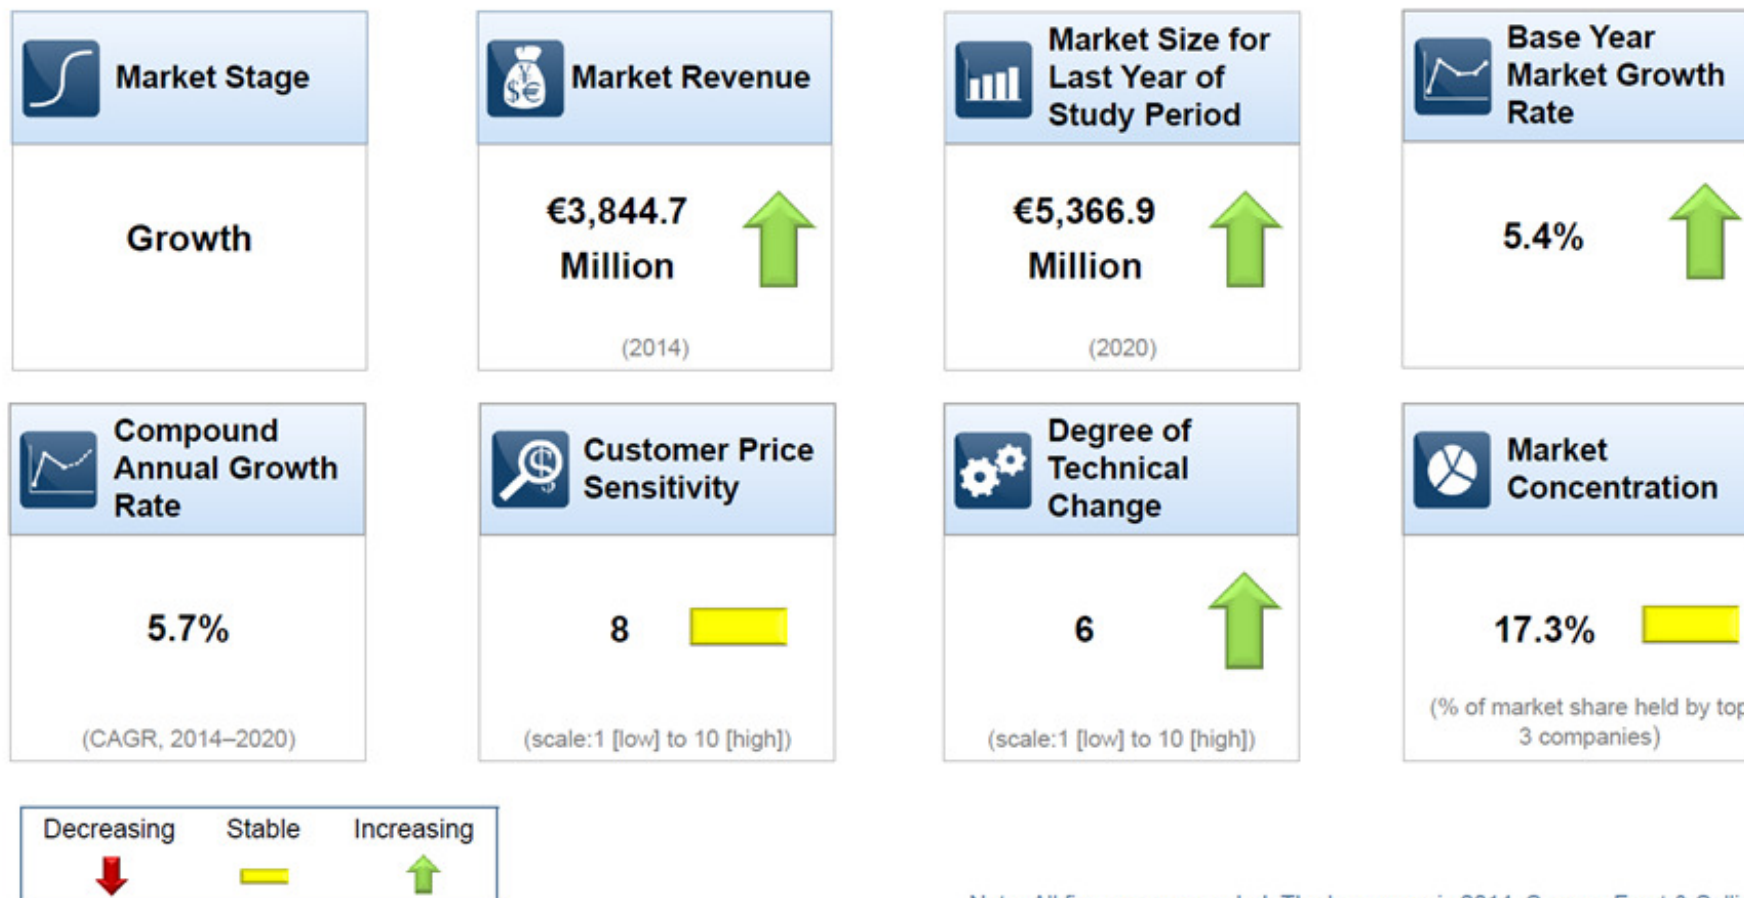 Market Stage
Growth
Market Revenue
€3,844.7
Million
(2014)
Market Size for
Last Year of
Study Period
€5,366.9
Million
(2020)
Base Year
Market Growth
Rate
5.4%
Compound
Annual Growth
Rate
5.7%
(CAGR, 2014–2020)
Customer Price
Sensitivity
8
(scale:1 [low] to 10 [high])
Degree of
Technical
Change
6
(scale:1 [low] to 10 [high])
Market
Concentration
17.3%
(% of market share held by top
3 companies)
Decreasing Stable Increasing